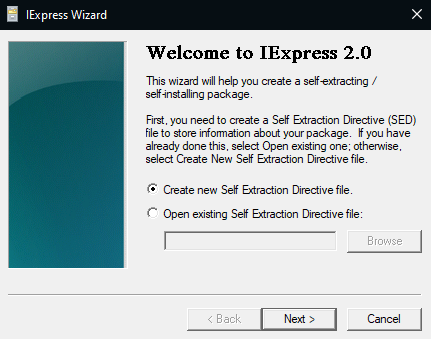 IExpress Wizard
Welcome to IExpress 2.0
This wizard will help you create a self-extracting /
self-installing package.
First, you need to create a Self Extraction Directive (SED)
file to store information about your package.  If you have
already done this, select Open existing one; otherwise,
select Create New Self Extraction Directive file.
Create new Self Extraction Directive file.
Open existing Self Extraction Directive file:
Browse
< Back
Next >
Cancel